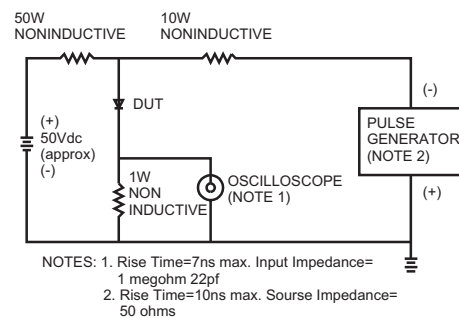 50W
NONINDUCTIVE
10W
NONINDUCTIVE
DUT
(+)
50Vdc
(approx)
(-)
1W
NON
INDUCTIVE
OSCILLOSCOPE
(NOTE 1)
(-)
PULSE
GENERATOR
(NOTE 2)
(+)
NOTES: 1. Rise Time=7ns max. Input Impedance=
1 megohm 22pf
2. Rise Time=10ns max. Sourse Impedance=
50 ohms